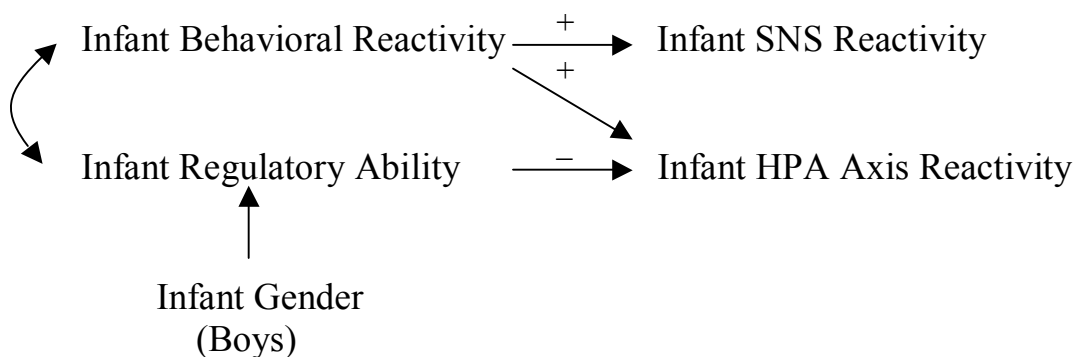 +
Infant Behavioral Reactivity Infant SNS Reactivity
+
Infant Regulatory Ability – Infant HPA Axis Reactivity
Infant Gender
(Boys)